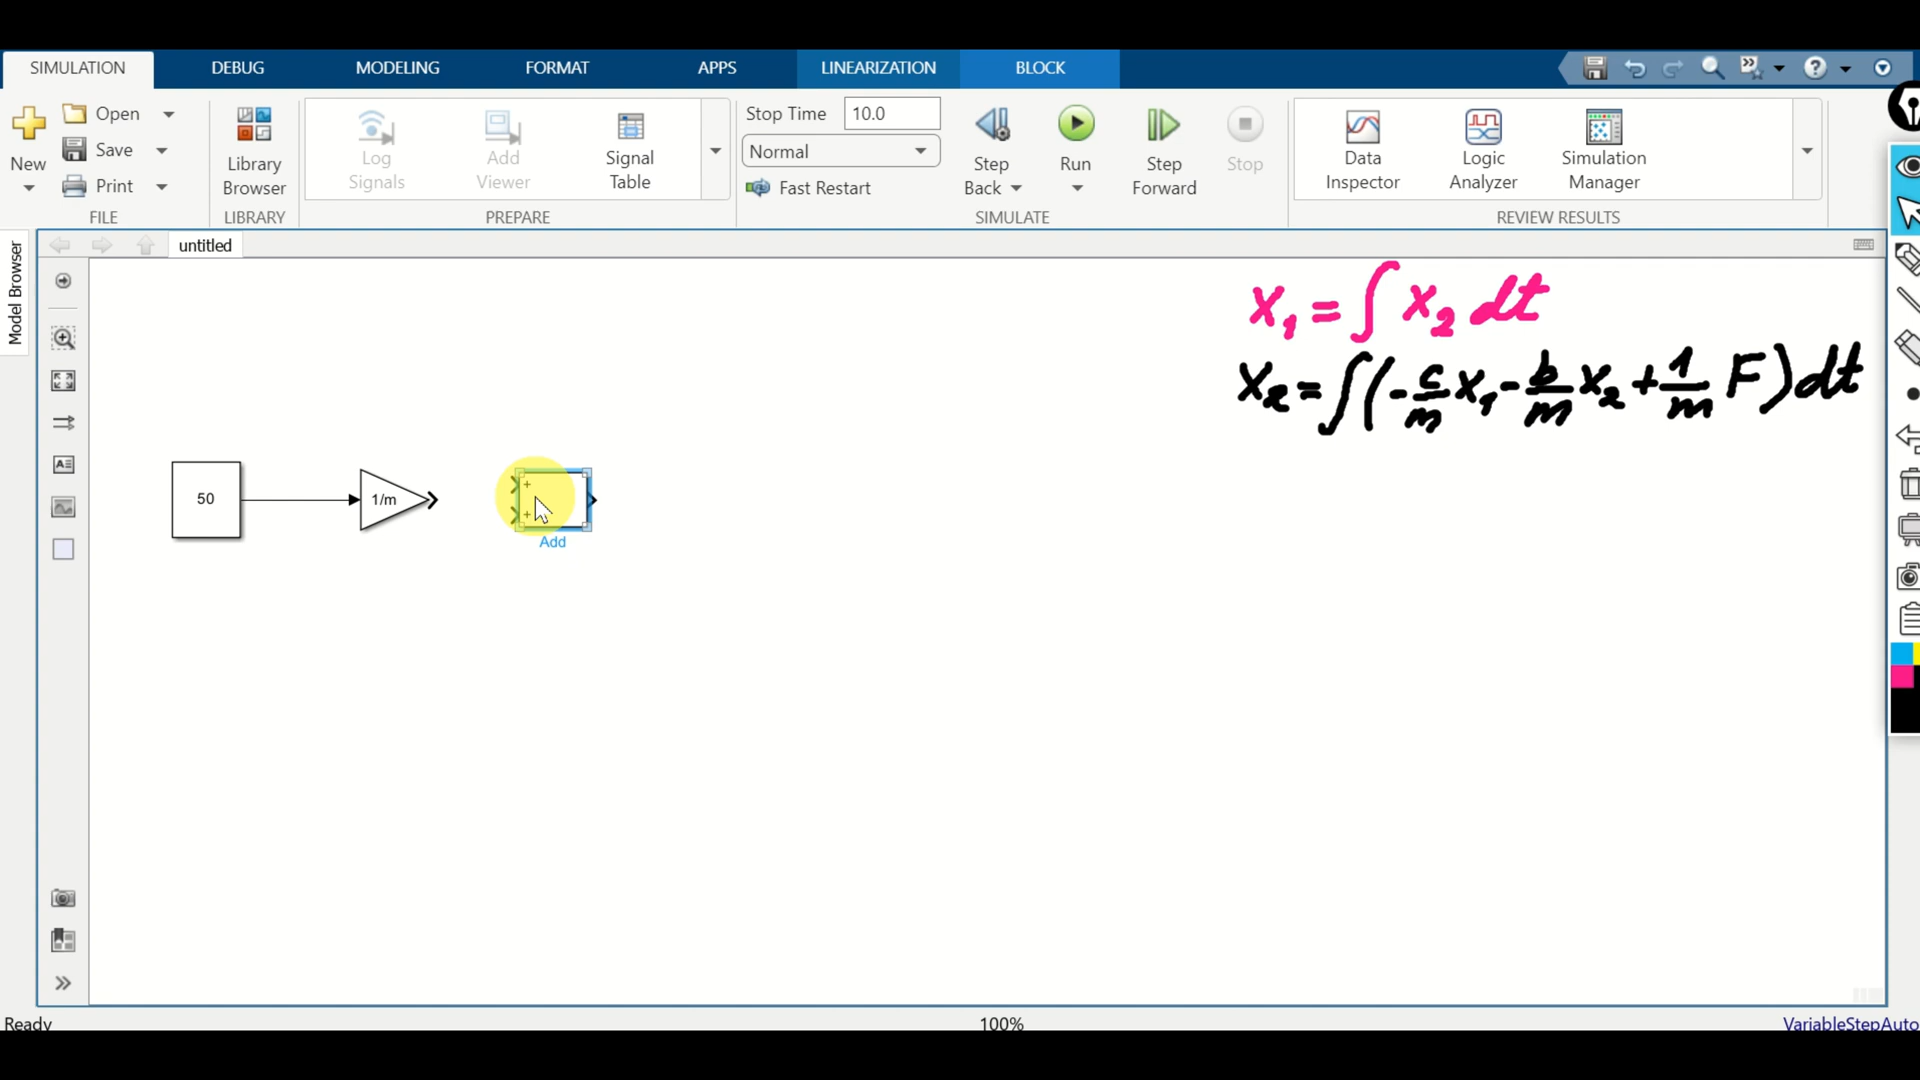 SIMULATION DEBUG MODELING FORMAT APPS LINEARIZATION BLOCK
New Open Save Print
FILE
Library Browser
LIBRARY
Log Signals
Add Viewer
Signal Table
PREPARE
Stop Time 10.0
Normal
Fast Restart
Step Back
Run
Step Forward
Stop
SIMULATE
Data Inspector
Logic Analyzer
Simulation Manager
REVIEW RESULTS
Model Browser
untitled
x₁ = ∫ x₂ dt
x₂ = ∫(-c/m x₁ - b/m x₂ + 1/m F) dt
50
1/m
+
+
Add
Ready 100% VariableStepAuto